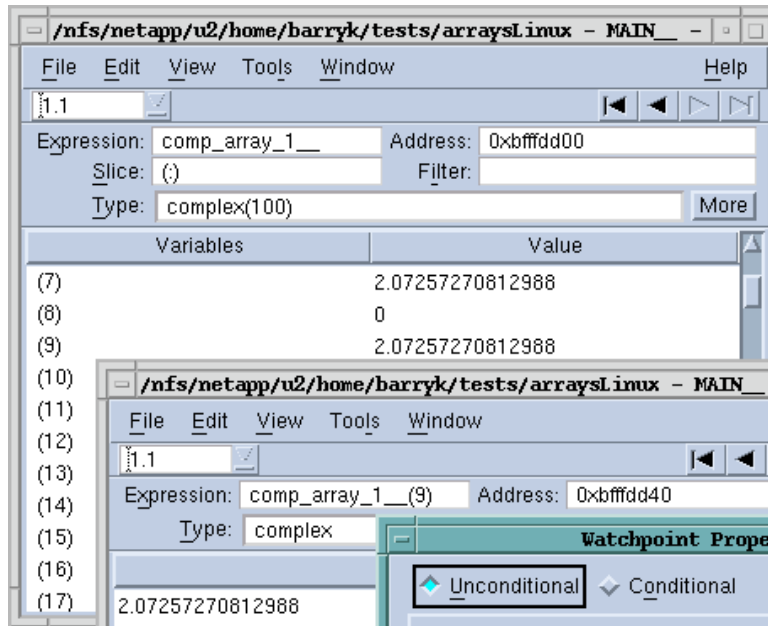 /nfs/netapp/u2/home/barryk/tests/arraysLinux - MAIN__ -
File Edit View Tools Window Help
1.1
Expression: comp_array_1__ Address: 0xbfffdd00
Slice: (:) Filter:
Type: complex(100) More
Variables Value
(7) 2.07257270812988
(8) 0
(9) 2.07257270812988
(10)
(11)
(12)
(13)
(14)
(15)
(16)
(17)
/nfs/netapp/u2/home/barryk/tests/arraysLinux - MAIN__
File Edit View Tools Window
1.1
Expression: comp_array_1__(9) Address: 0xbfffdd40
Type: complex
2.07257270812988
Watchpoint Prope
Unconditional Conditional